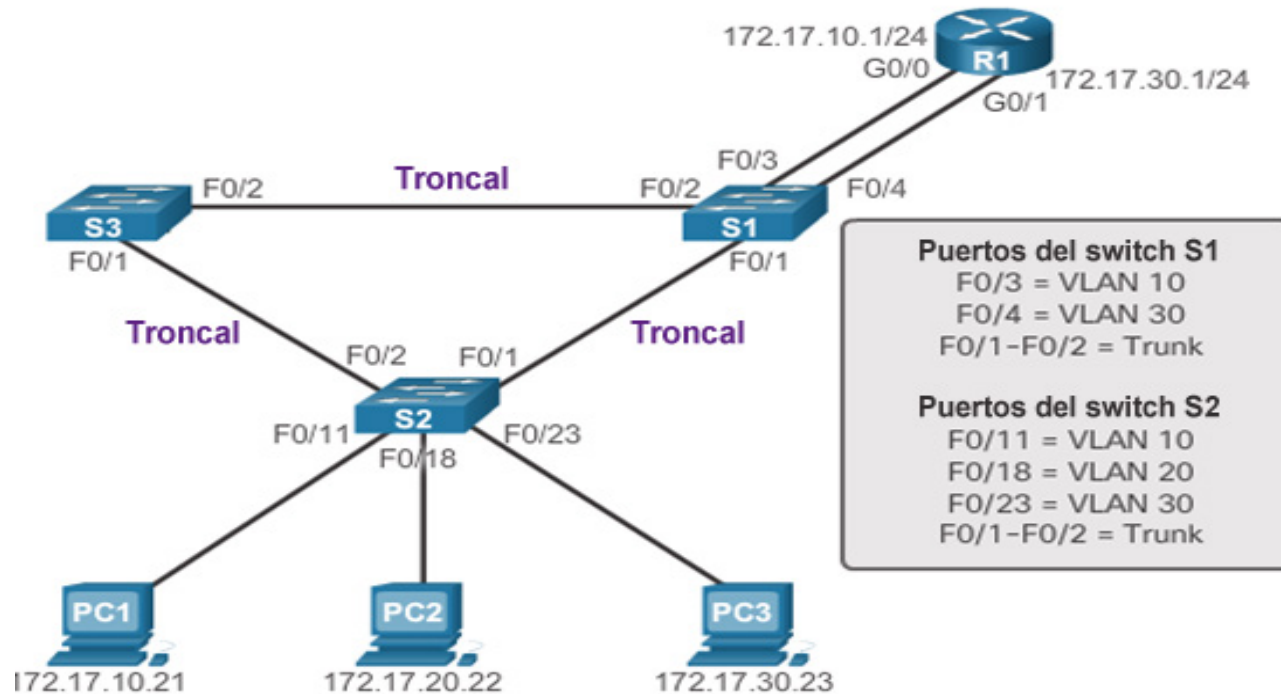 172.17.10.1/24
G0/0
R1
172.17.30.1/24
G0/1
F0/3
F0/4
Troncal
F0/2
F0/2
S3
S1
F0/1
F0/1
Troncal
Troncal
F0/2
F0/1
S2
F0/11
F0/18
F0/23
PC1
PC2
PC3
172.17.10.21
172.17.20.22
172.17.30.23
Puertos del switch S1
F0/3 = VLAN 10
F0/4 = VLAN 30
F0/1-F0/2 = Trunk
Puertos del switch S2
F0/11 = VLAN 10
F0/18 = VLAN 20
F0/23 = VLAN 30
F0/1-F0/2 = Trunk